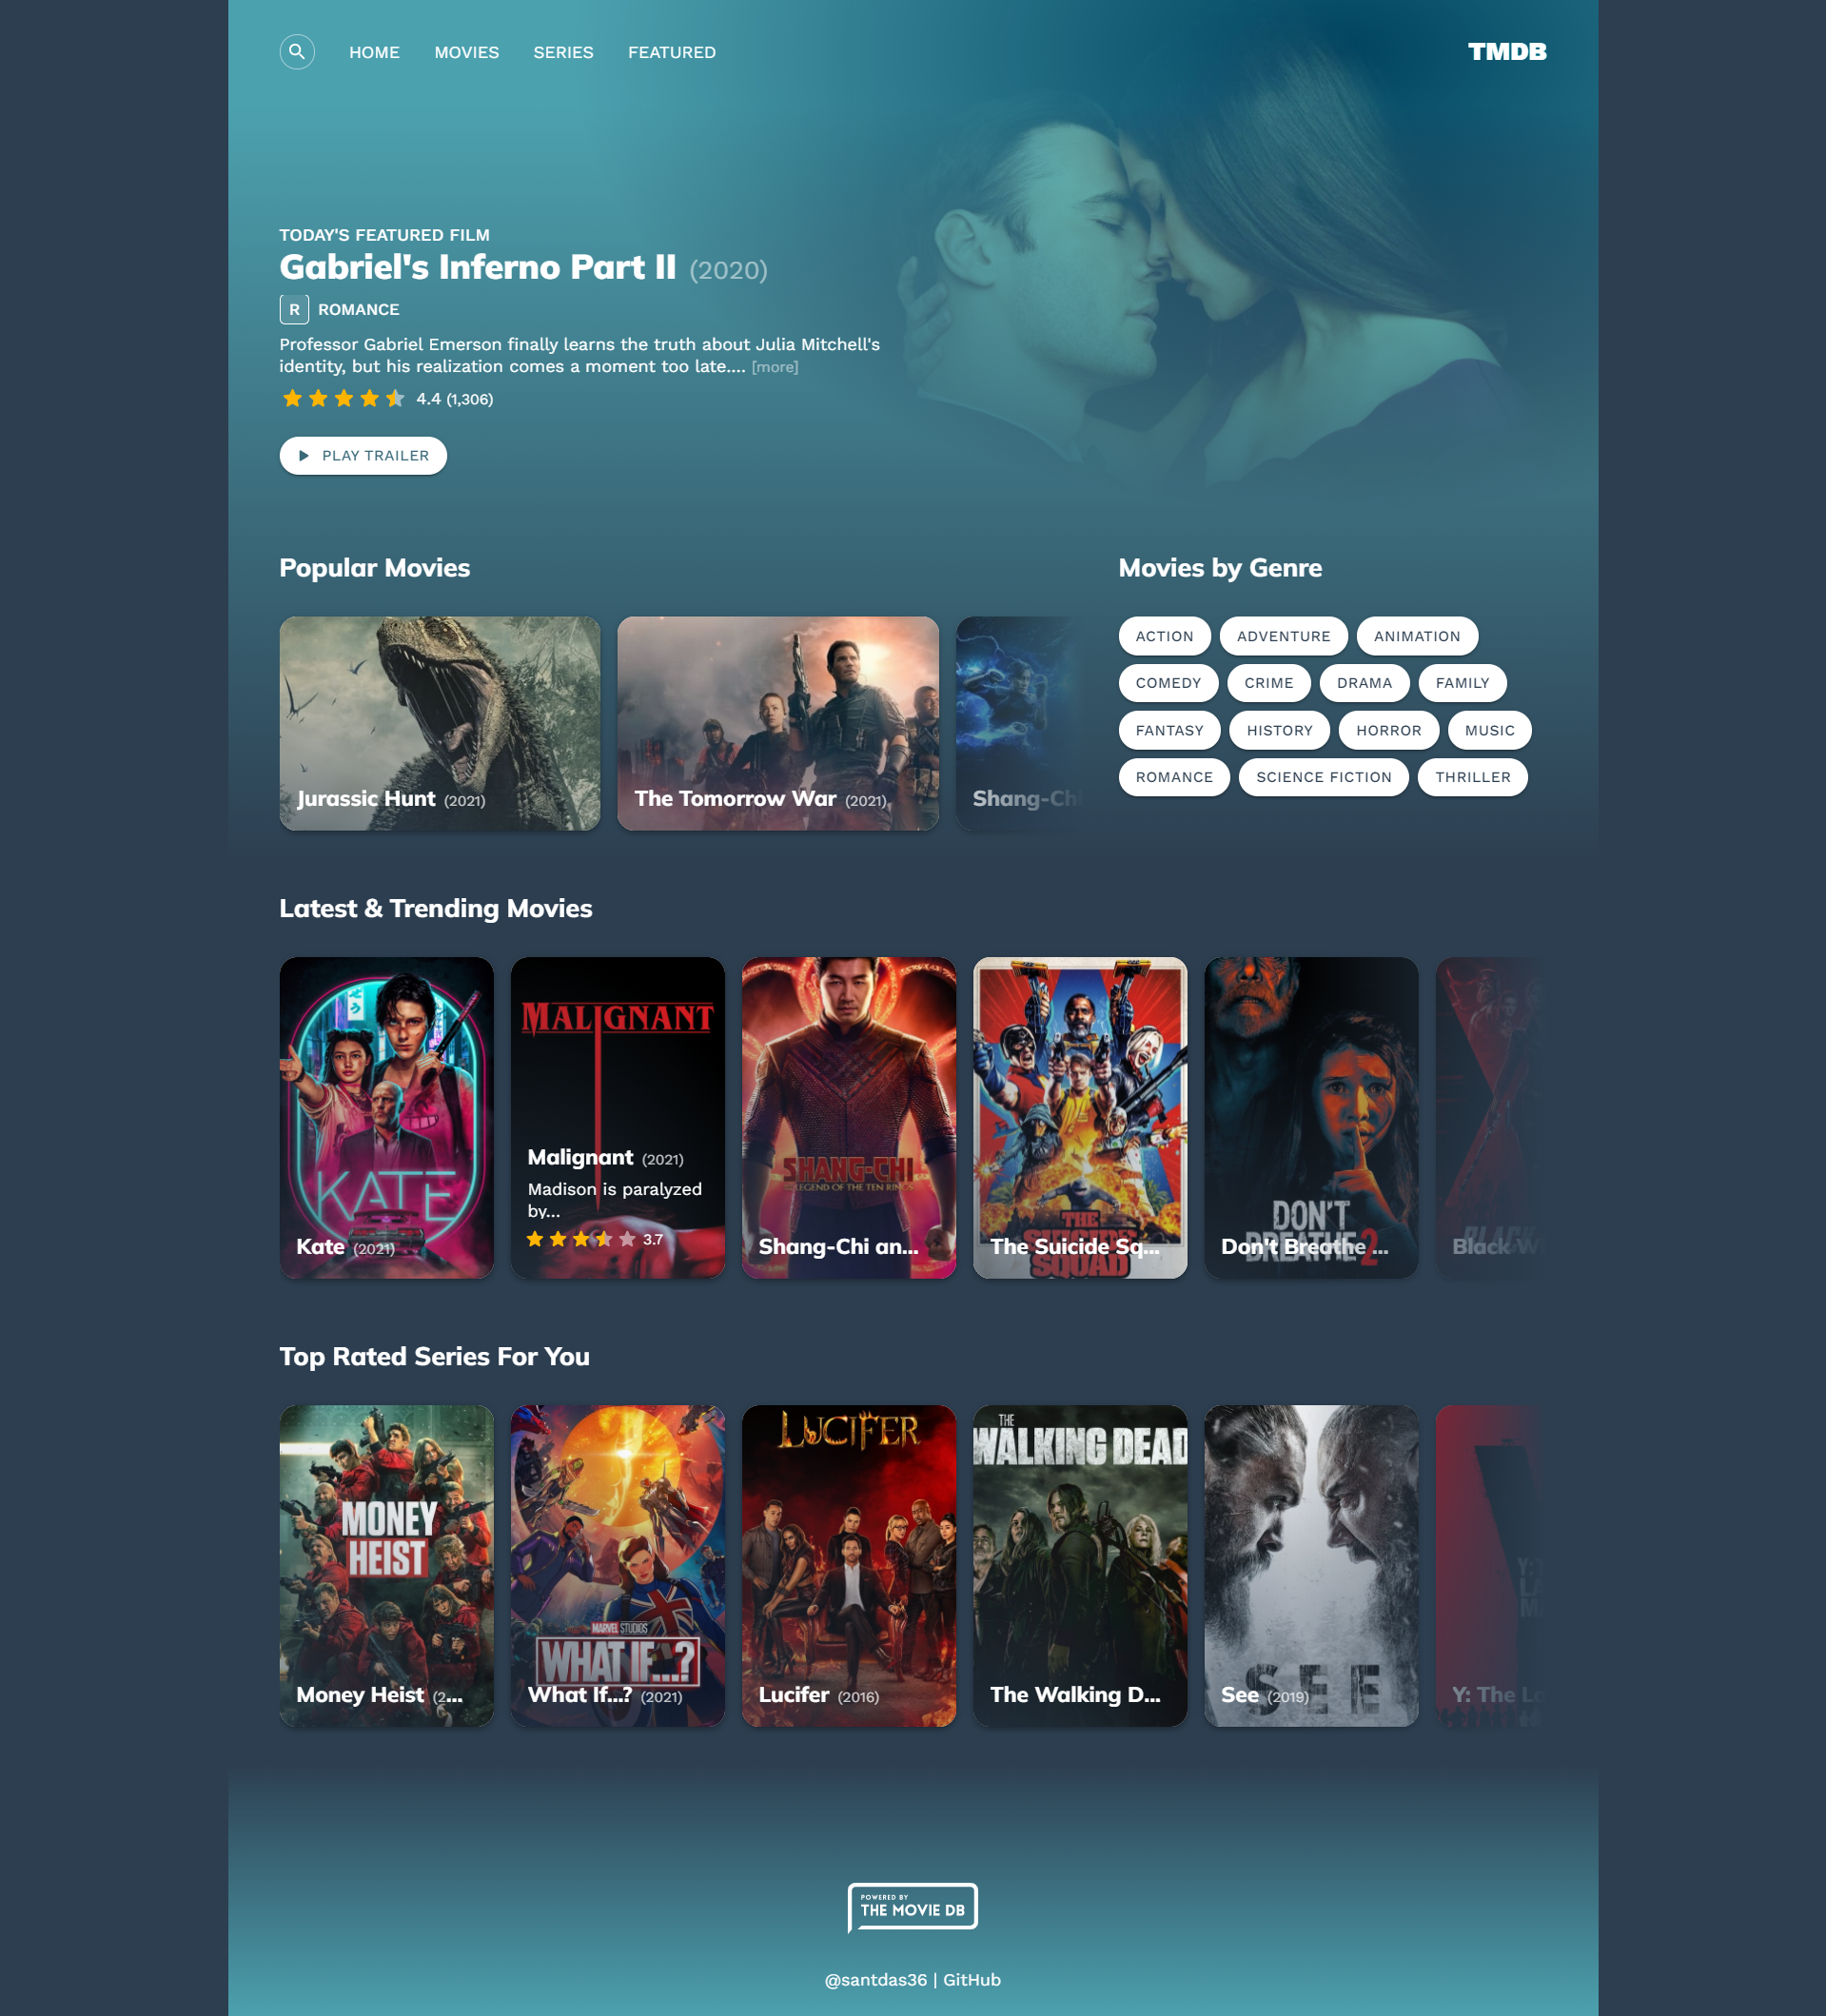 HOME MOVIES SERIES FEATURED TMDB
TODAY'S FEATURED FILM
Gabriel's Inferno Part II (2020)
R ROMANCE
Professor Gabriel Emerson finally learns the truth about Julia Mitchell's
identity, but his realization comes a moment too late.... [more]
4.4 (1,306)
PLAY TRAILER
Popular Movies
Jurassic Hunt (2021)
The Tomorrow War (2021)
Shang-Chi
Movies by Genre
ACTION ADVENTURE ANIMATION
COMEDY CRIME DRAMA FAMILY
FANTASY HISTORY HORROR MUSIC
ROMANCE SCIENCE FICTION THRILLER
Latest & Trending Movies
KATE
Kate (2021)
MALIGNANT
Malignant (2021)
Madison is paralyzed
by...
3.7
SHANG-CHI
LEGEND OF THE TEN RINGS
Shang-Chi an...
THE
SUICIDE
SQUAD
The Suicide Sq...
DON'T
BREATHE 2
Don't Breathe ...
BLACK
Black Wi
Top Rated Series For You
MONEY
HEIST
Money Heist (2...
MARVEL STUDIOS
WHAT IF...?
What If...? (2021)
LUCIFER
Lucifer (2016)
THE
WALKING DEAD
The Walking D...
SEE
See (2019)
Y: The La
POWERED BY
THE MOVIE DB
@santdas36 | GitHub